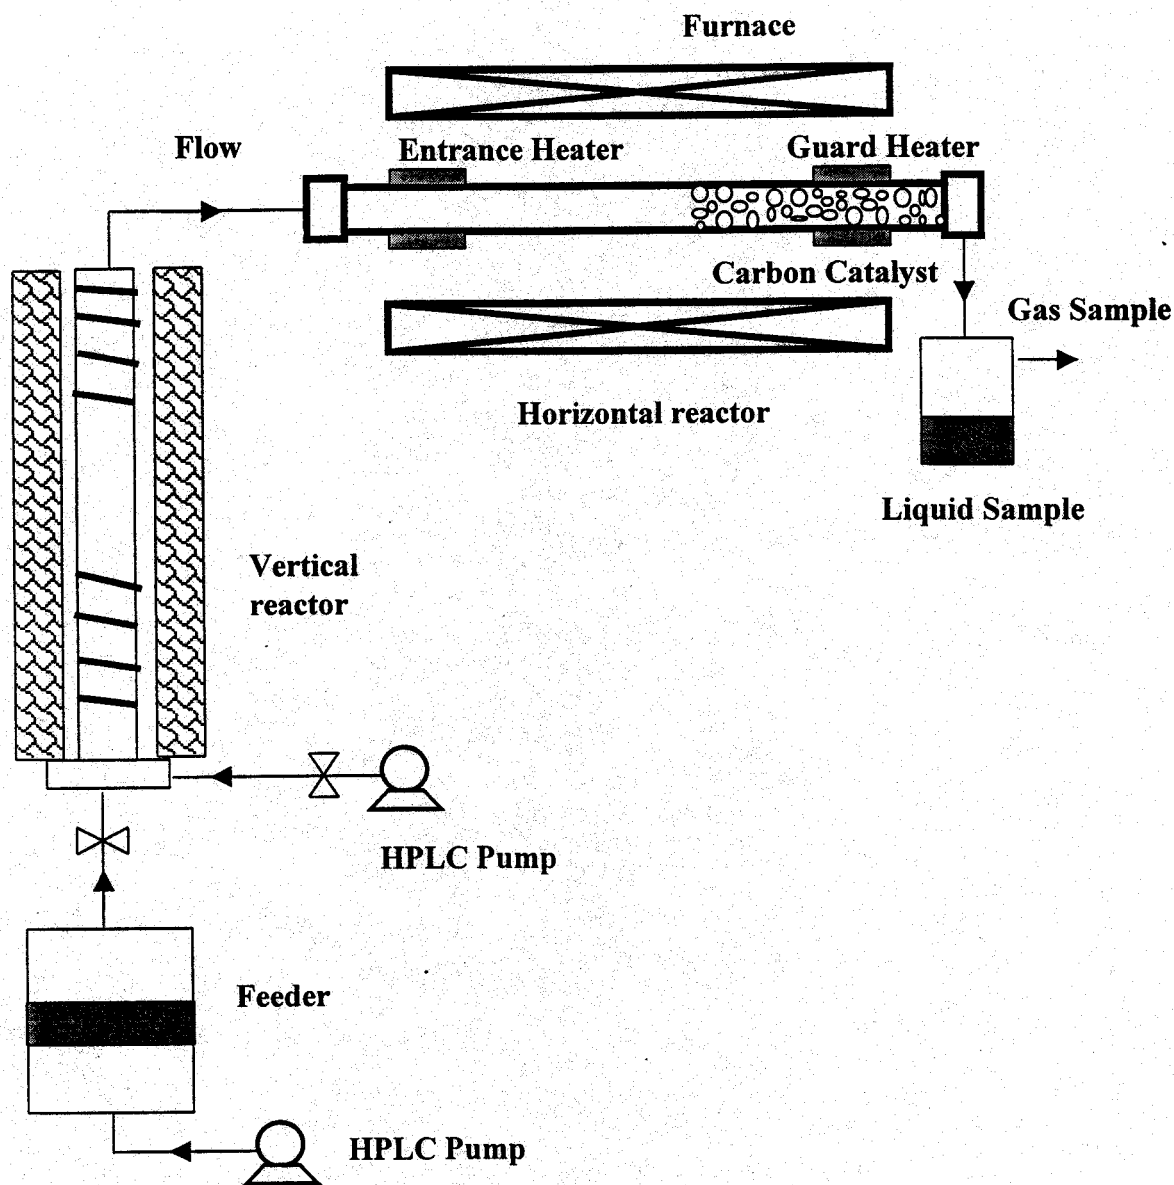 Furnace
Flow
Entrance Heater
Guard Heater
Carbon Catalyst
Gas Sample
Horizontal reactor
Liquid Sample
Vertical
reactor
HPLC Pump
Feeder
HPLC Pump